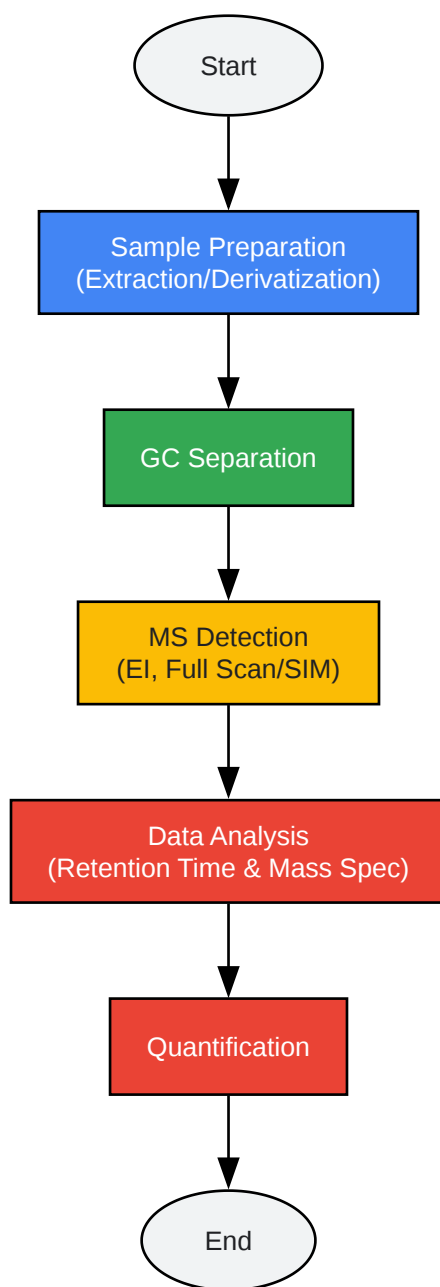 Start
Sample Preparation
(Extraction/Derivatization)
GC Separation
MS Detection
(EI, Full Scan/SIM)
Data Analysis
(Retention Time & Mass Spec)
Quantification
End